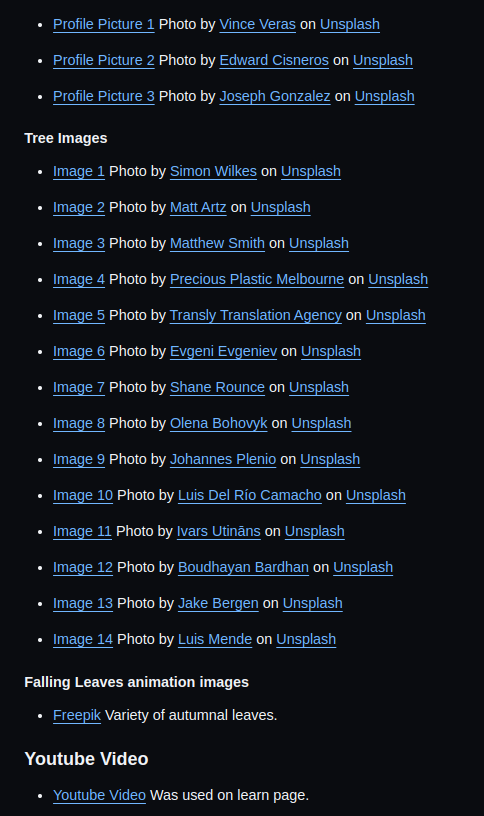 Profile Picture 1 Photo by Vince Veras on Unsplash
Profile Picture 2 Photo by Edward Cisneros on Unsplash
Profile Picture 3 Photo by Joseph Gonzalez on Unsplash
Tree Images
Image 1 Photo by Simon Wilkes on Unsplash
Image 2 Photo by Matt Artz on Unsplash
Image 3 Photo by Matthew Smith on Unsplash
Image 4 Photo by Precious Plastic Melbourne on Unsplash
Image 5 Photo by Transly Translation Agency on Unsplash
Image 6 Photo by Evgeni Evgeniev on Unsplash
Image 7 Photo by Shane Rounce on Unsplash
Image 8 Photo by Olena Bohovyk on Unsplash
Image 9 Photo by Johannes Plenio on Unsplash
Image 10 Photo by Luis Del Río Camacho on Unsplash
Image 11 Photo by Ivars Utināns on Unsplash
Image 12 Photo by Boudhayan Bardhan on Unsplash
Image 13 Photo by Jake Bergen on Unsplash
Image 14 Photo by Luis Mende on Unsplash
Falling Leaves animation images
Freepik Variety of autumnal leaves.
Youtube Video
Youtube Video Was used on learn page.